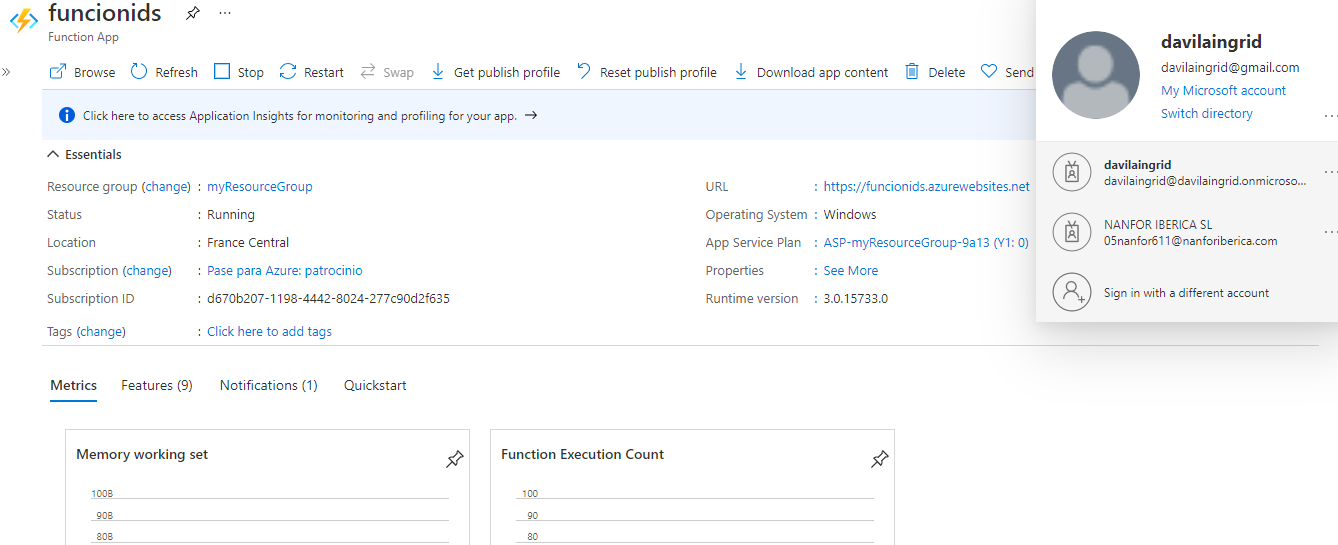 funcionids
Function App
Browse Refresh Stop Restart Swap Get publish profile Reset publish profile Download app content Delete Send
Click here to access Application Insights for monitoring and profiling for your app. →
Essentials
Resource group (change) : myResourceGroup
Status : Running
Location : France Central
Subscription (change) : Pase para Azure: patrocinio
Subscription ID : d670b207-1198-4442-8024-277c90d2f635
Tags (change) : Click here to add tags
URL : https://funcionids.azurewebsites.net
Operating System : Windows
App Service Plan : ASP-myResourceGroup-9a13 (Y1: 0)
Properties : See More
Runtime version : 3.0.15733.0
davilaingrid
davilaingrid@gmail.com
My Microsoft account
Switch directory
davilaingrid
davilaingrid@davilaingrid.onmicroso...
NANFOR IBERICA SL
05nanfor611@nanforiberica.com
Sign in with a different account
Metrics Features (9) Notifications (1) Quickstart
Memory working set
100B
90B
80B
Function Execution Count
100
90
80